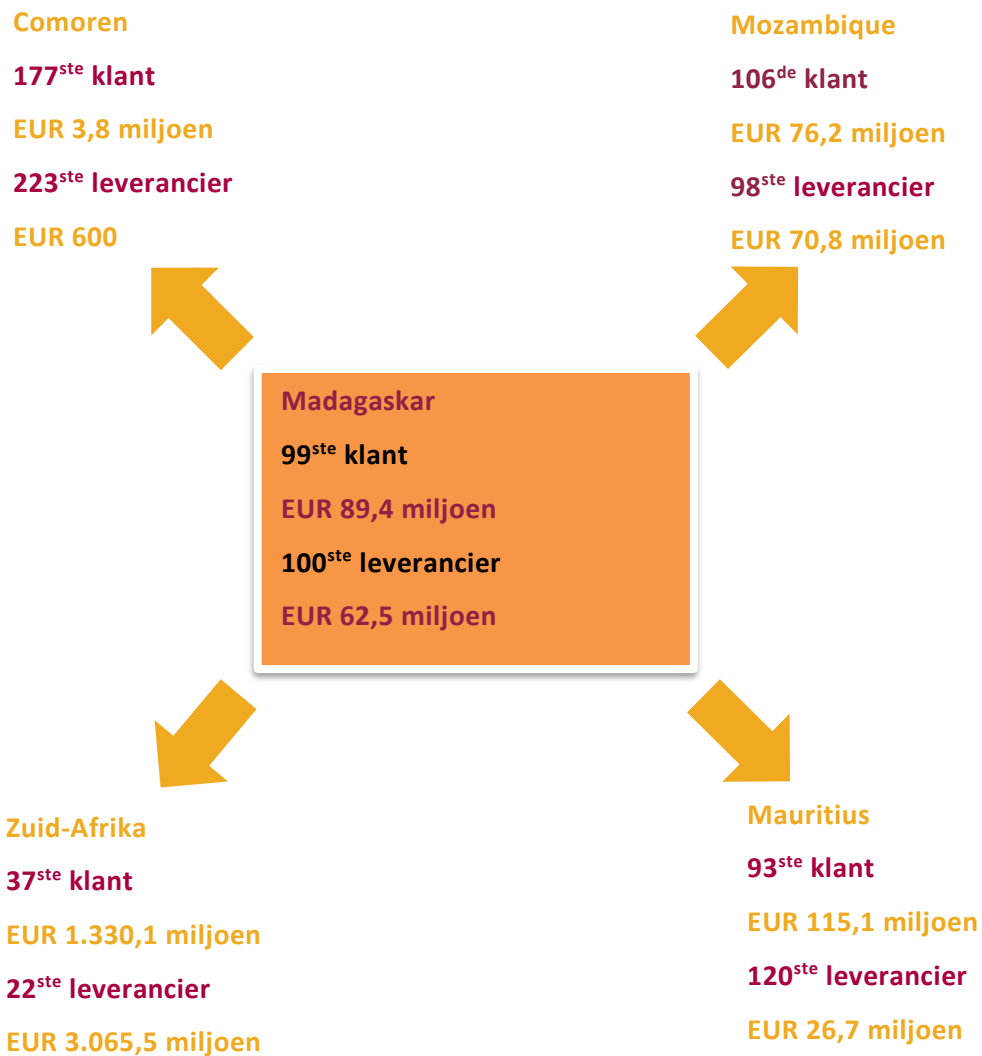 Comoren
177ste klant
EUR 3,8 miljoen
223ste leverancier
EUR 600
Mozambique
106de klant
EUR 76,2 miljoen
98ste leverancier
EUR 70,8 miljoen
Madagaskar
99ste klant
EUR 89,4 miljoen
100ste leverancier
EUR 62,5 miljoen
Zuid-Afrika
37ste klant
EUR 1.330,1 miljoen
22ste leverancier
EUR 3.065,5 miljoen
Mauritius
93ste klant
EUR 115,1 miljoen
120ste leverancier
EUR 26,7 miljoen